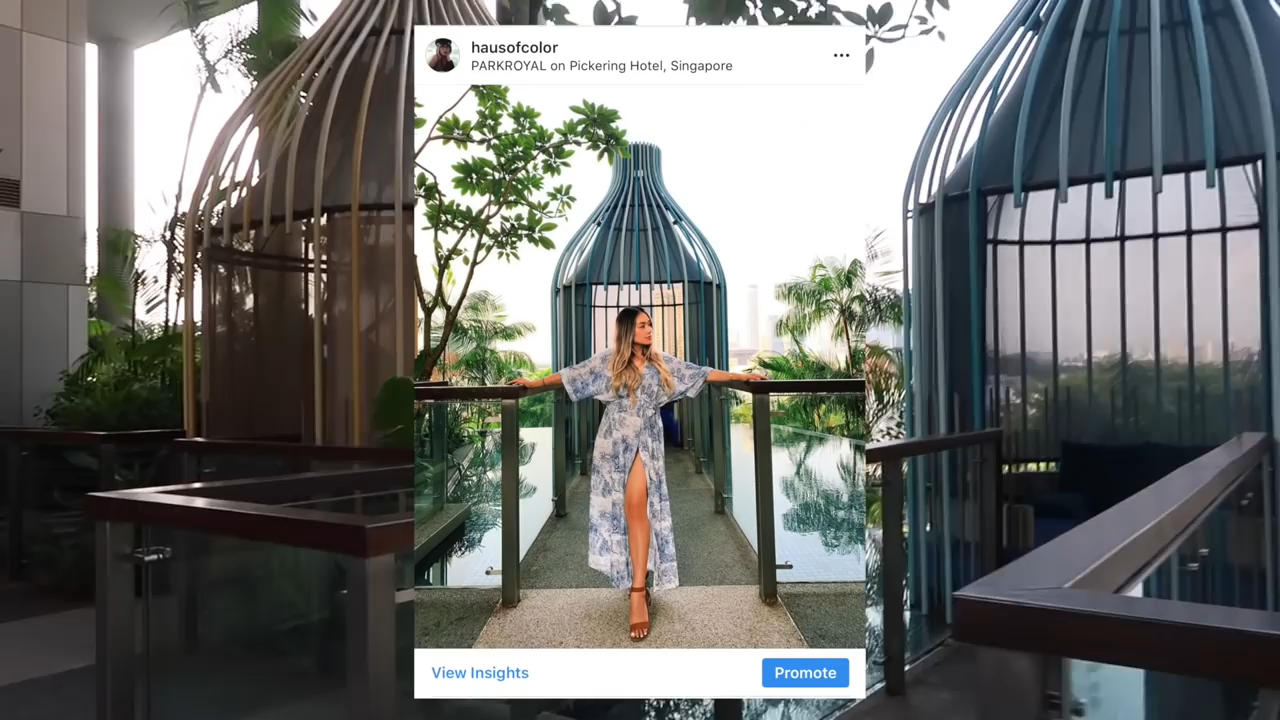 hausofcolor
PARKROYAL on Pickering Hotel, Singapore
View Insights
Promote